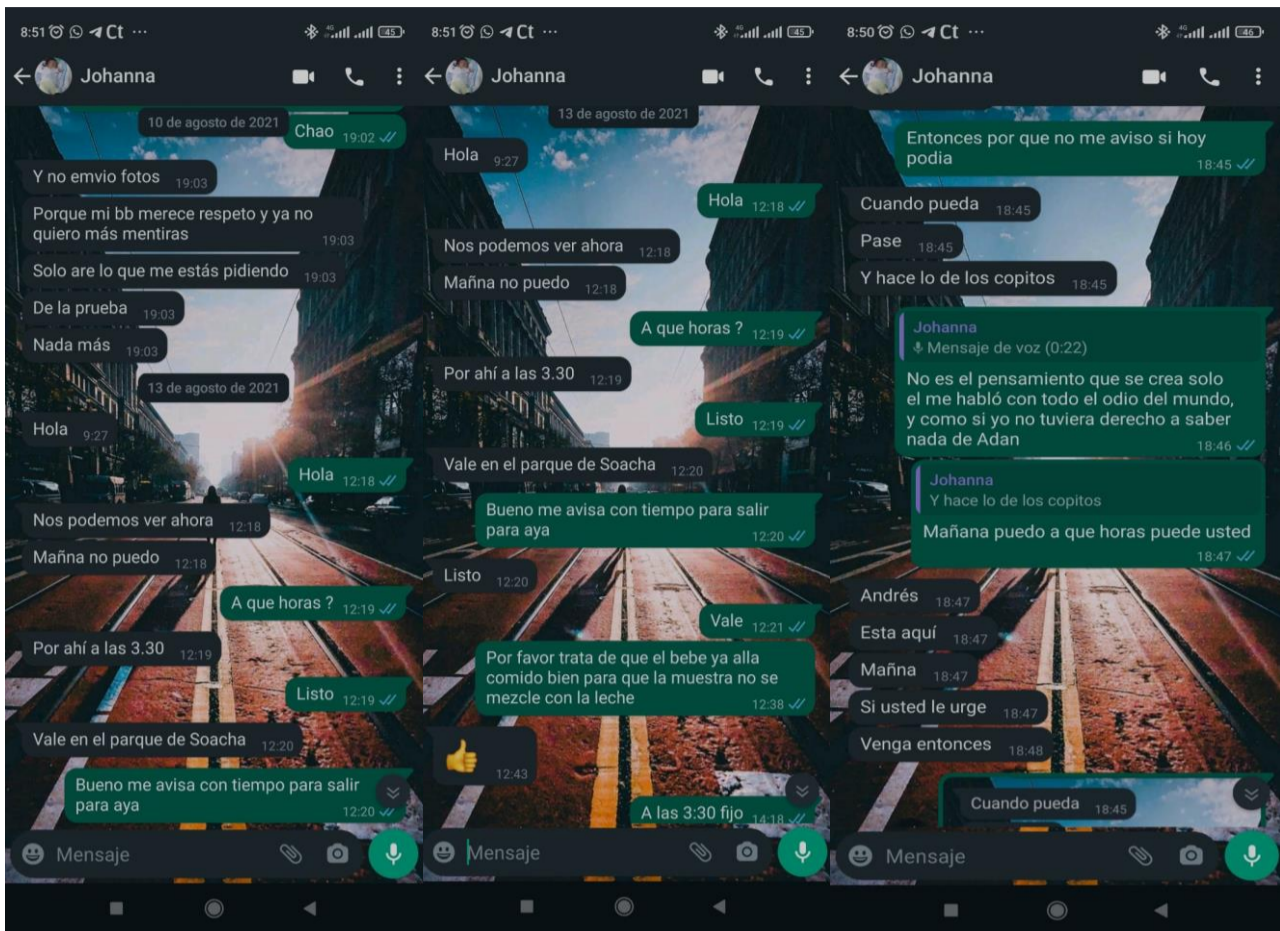 8:51 Ct ...
4G 45
Johanna
10 de agosto de 2021
Chao 19:02
Y no emvio fotos 19:03
Porque mi bb merece respeto y ya no
quiero más mentiras 19:03
Solo are lo que me estás pidiendo 19:03
De la prueba 19:03
Nada más 19:03
13 de agosto de 2021
Hola 9:27
Hola 12:18
Nos podemos ver ahora 12:18
Mañna no puedo 12:18
A que horas ? 12:19
Por ahí a las 3.30 12:19
Listo 12:19
Vale en el parque de Soacha 12:20
Bueno me avisa con tiempo para salir
para aya 12:20
Mensaje
8:51 Ct ...
4G 45
Johanna
13 de agosto de 2021
Hola 9:27
Hola 12:18
Nos podemos ver ahora 12:18
Mañna no puedo 12:18
A que horas ? 12:19
Por ahí a las 3.30 12:19
Listo 12:19
Vale en el parque de Soacha 12:20
Bueno me avisa con tiempo para salir
para aya 12:20
Listo 12:20
Vale 12:21
Por favor trata de que el bebe ya alla
comido bien para que la muestra no se
mezcle con la leche 12:38
12:43
A las 3:30 fijo 14:18
Mensaje
8:50 Ct ...
4G 46
Johanna
Entonces por que no me aviso si hoy
podia 18:45
Cuando pueda 18:45
Pase 18:45
Y hace lo de los copitos 18:45
Johanna
Mensaje de voz (0:22)
No es el pensamiento que se crea solo
el me habló con todo el odio del mundo,
y como si yo no tuviera derecho a saber
nada de Adan 18:46
Johanna
Y hace lo de los copitos
Mañana puedo a que horas puede usted
18:47
Andrés 18:47
Esta aquí 18:47
Mañna 18:47
Si usted le urge 18:47
Venga entonces 18:48
Cuando pueda 18:45
Mensaje